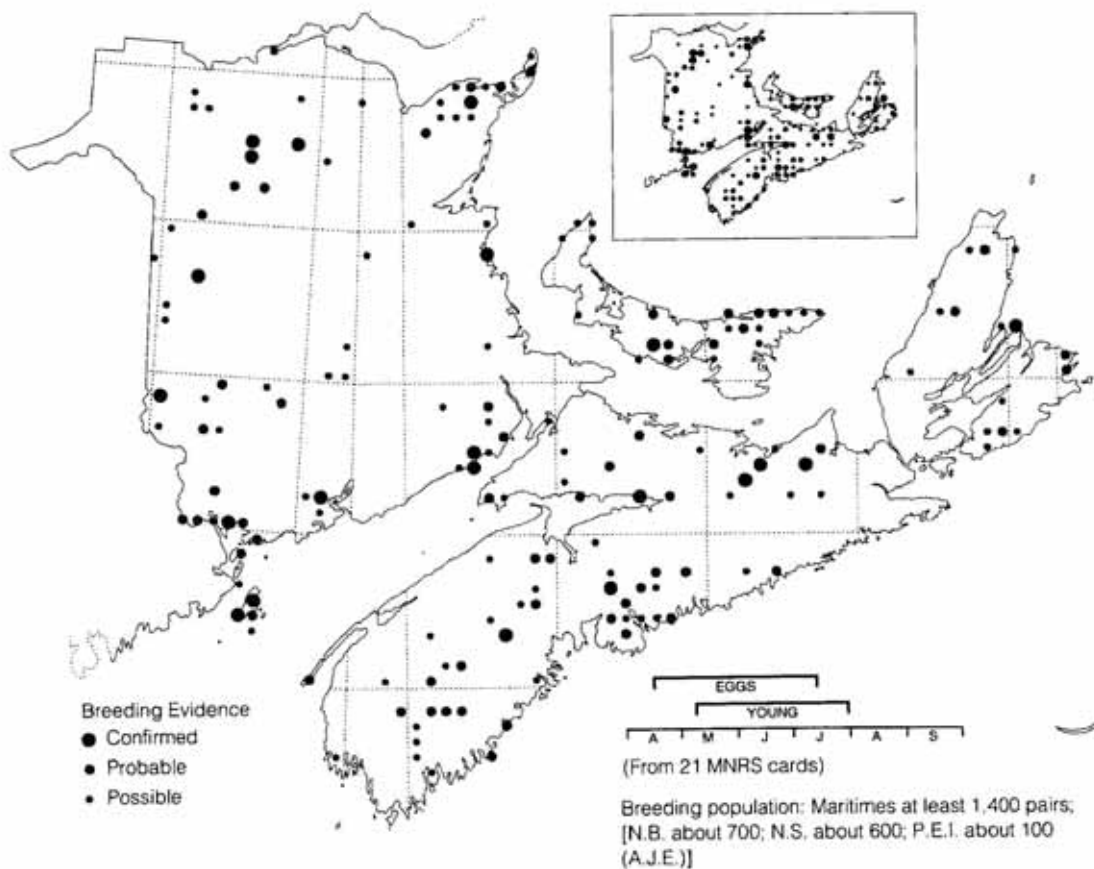 Breeding Evidence
Confirmed
Probable
Possible
EGGS
YOUNG
A M J J A S
(From 21 MNRS cards)
Breeding population: Maritimes at least 1,400 pairs;
[N.B. about 700; N.S. about 600; P.E.I. about 100
(A.J.E.)]